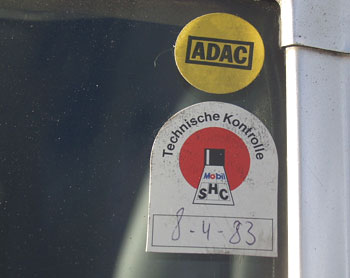 ADAC
Technische Kontrolle
Mobil
SHC
8-4-83